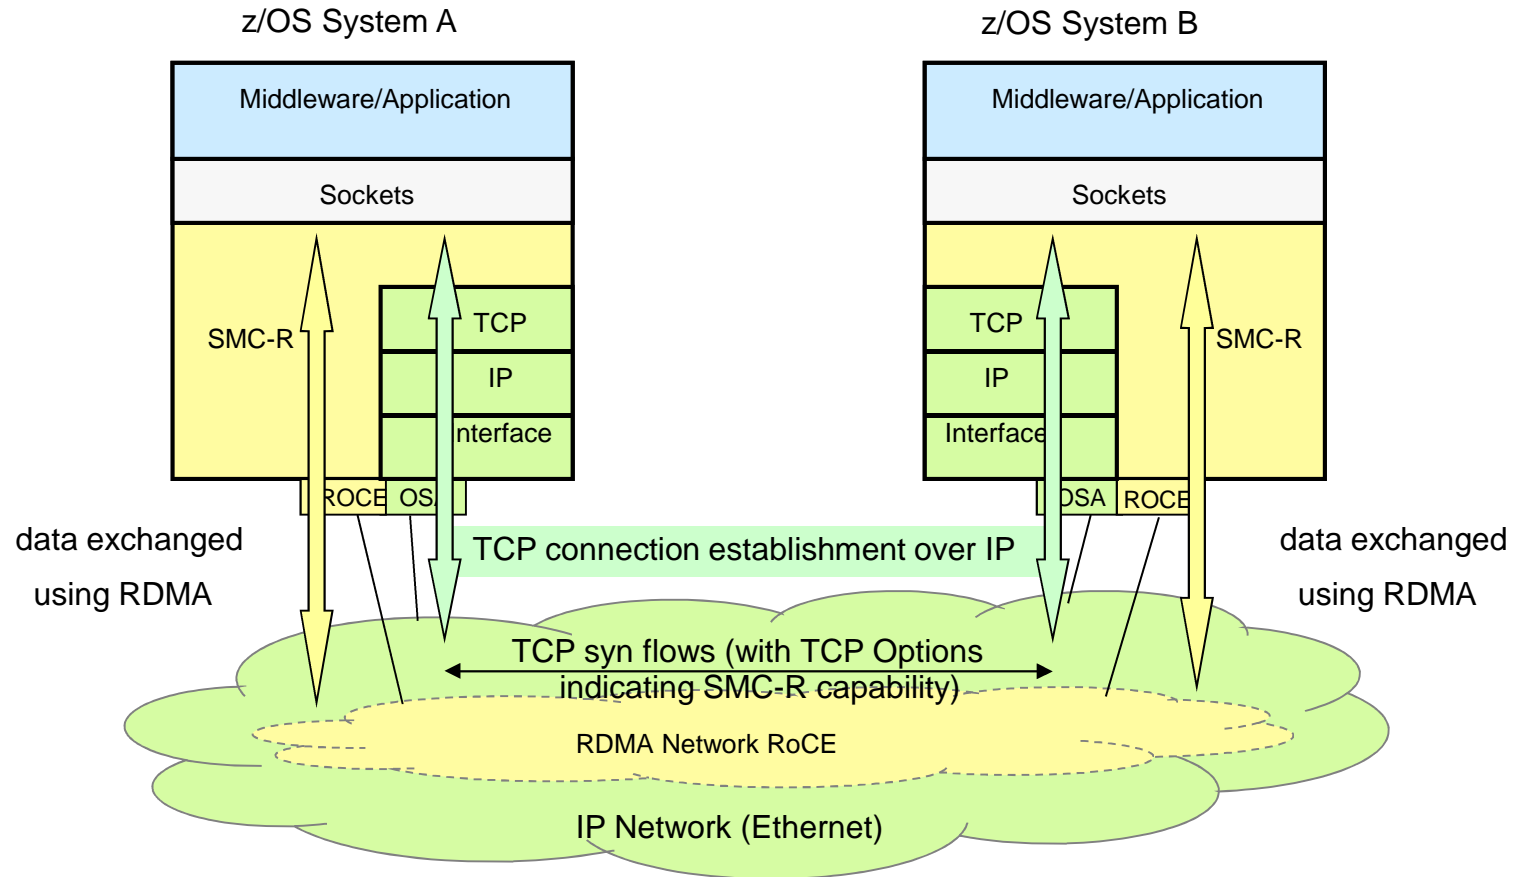 z/OS System A
z/OS System B
Middleware/Application
Middleware/Application
Sockets
Sockets
SMC-R
TCP
IP
nterface
TCP
IP
Interface
SMC-R
ROCE
OSA
OSA
ROCE
data exchanged
using RDMA
TCP connection establishment over IP
data exchanged
using RDMA
TCP syn flows (with TCP Options
indicating SMC-R capability)
RDMA Network RoCE
IP Network (Ethernet)